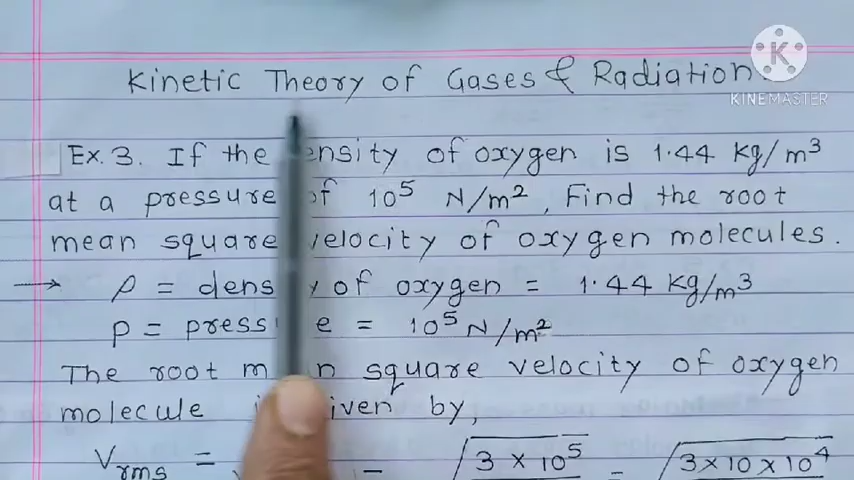 Kinetic Theory of Gases & Radiation.
KINEMASTER
Ex. 3. If the density of oxygen is 1.44 kg/m³
at a pressure of 10⁵ N/m², Find the root
mean square velocity of oxygen molecules.
→ ρ = density of oxygen = 1.44 kg/m³
P = pressure = 10⁵ N/m²
The root mean square velocity of oxygen
molecule is given by,
Vrms = = √3 × 10⁵ = √3×10×10⁴